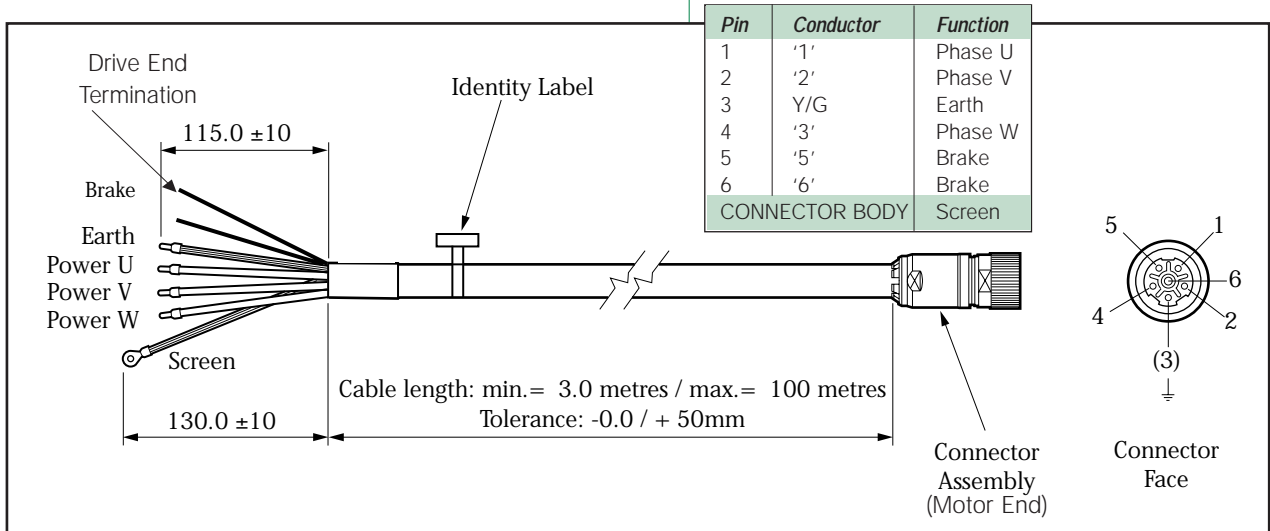 Pin Conductor Function
1 ‘1’ Phase U
2 ‘2’ Phase V
3 Y/G Earth
4 ‘3’ Phase W
5 ‘5’ Brake
6 ‘6’ Brake
CONNECTOR BODY Screen
Drive End
Termination
Identity Label
115.0 ±10
Brake
Earth
Power U
Power V
Power W
Screen
130.0 ±10
Cable length: min.= 3.0 metres / max.= 100 metres
Tolerance: -0.0 / + 50mm
Connector
Assembly
(Motor End)
5
1
6
4
2
(3)
Connector
Face